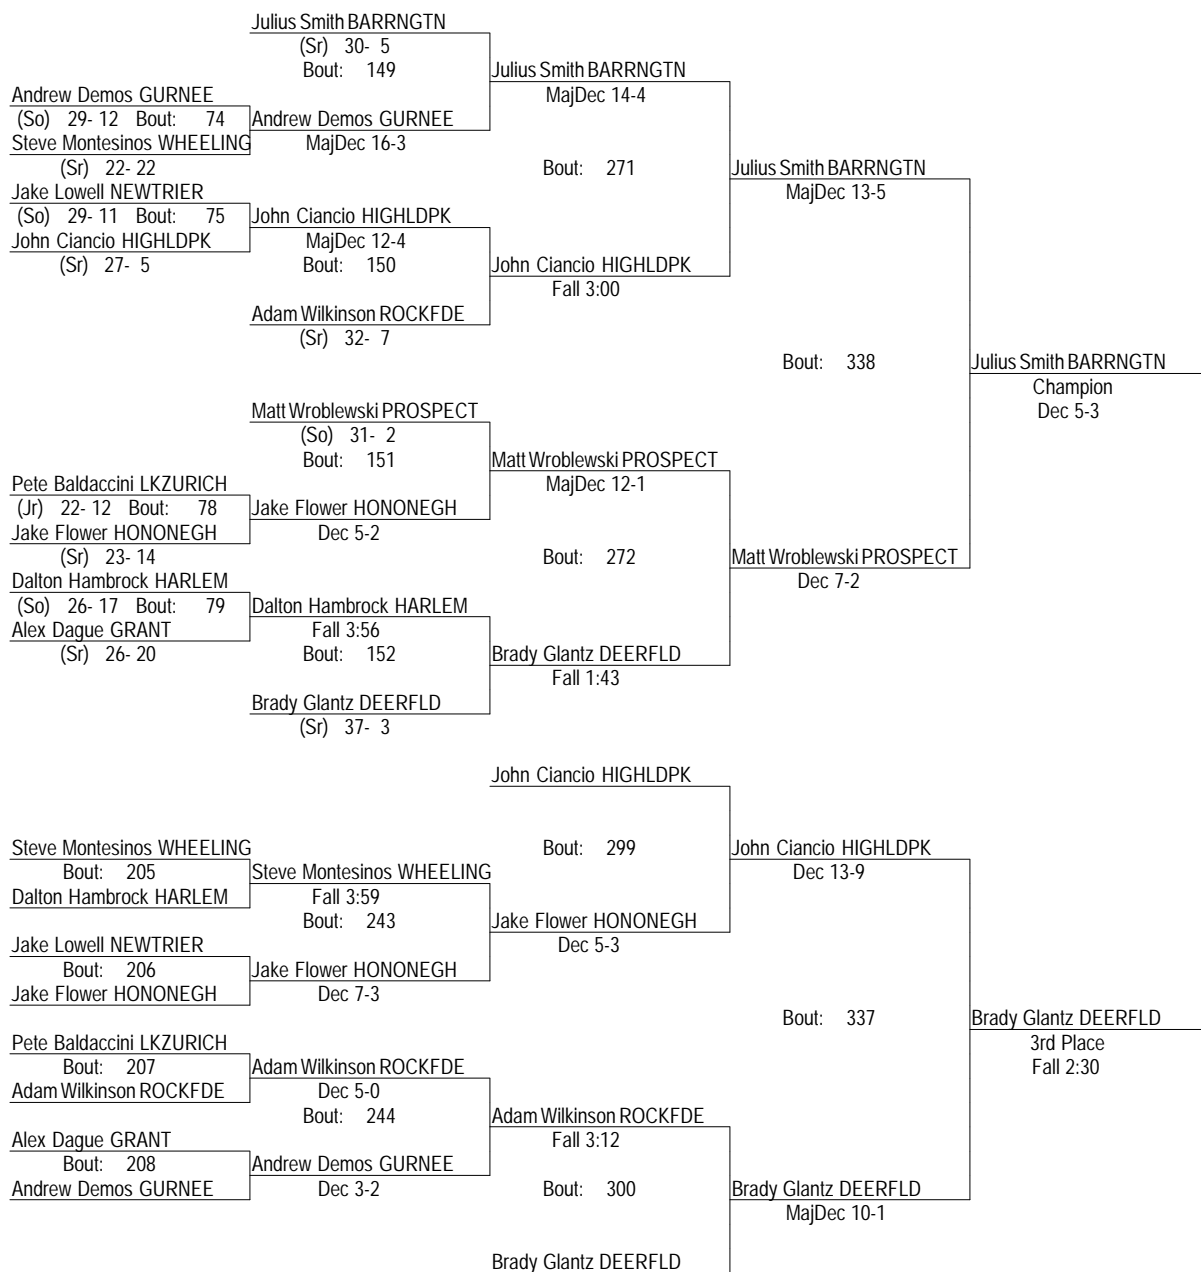 Julius Smith BARRNGTN
(Sr) 30- 5
Bout: 149
Julius Smith BARRNGTN
Andrew Demos GURNEE
MajDec 14-4
(So) 29- 12 Bout: 74
Andrew Demos GURNEE
Steve Montesinos WHEELING
MajDec 16-3
(Sr) 22- 22
Bout: 271
Julius Smith BARRNGTN
Jake Lowell NEWTRIER
MajDec 13-5
(So) 29- 11 Bout: 75
John Ciancio HIGHLDPK
John Ciancio HIGHLDPK
MajDec 12-4
(Sr) 27- 5
Bout: 150
John Ciancio HIGHLDPK
Fall 3:00
Adam Wilkinson ROCKFDE
(Sr) 32- 7
Bout: 338
Julius Smith BARRNGTN
Champion
Dec 5-3
Matt Wroblewski PROSPECT
(So) 31- 2
Bout: 151
Matt Wroblewski PROSPECT
Pete Baldaccini LKZURICH
MajDec 12-1
(Jr) 22- 12 Bout: 78
Jake Flower HONONEGH
Jake Flower HONONEGH
Dec 5-2
(Sr) 23- 14
Bout: 272
Matt Wroblewski PROSPECT
Dalton Hambrock HARLEM
Dec 7-2
(So) 26- 17 Bout: 79
Dalton Hambrock HARLEM
Alex Dague GRANT
Fall 3:56
(Sr) 26- 20
Bout: 152
Brady Glantz DEERFLD
Fall 1:43
Brady Glantz DEERFLD
(Sr) 37- 3
John Ciancio HIGHLDPK
Steve Montesinos WHEELING
Bout: 299
John Ciancio HIGHLDPK
Bout: 205
Steve Montesinos WHEELING
Dec 13-9
Dalton Hambrock HARLEM
Fall 3:59
Bout: 243
Jake Flower HONONEGH
Jake Lowell NEWTRIER
Dec 5-3
Bout: 206
Jake Flower HONONEGH
Jake Flower HONONEGH
Dec 7-3
Bout: 337
Brady Glantz DEERFLD
Pete Baldaccini LKZURICH
3rd Place
Bout: 207
Adam Wilkinson ROCKFDE
Fall 2:30
Adam Wilkinson ROCKFDE
Dec 5-0
Bout: 244
Adam Wilkinson ROCKFDE
Alex Dague GRANT
Fall 3:12
Bout: 208
Andrew Demos GURNEE
Andrew Demos GURNEE
Dec 3-2
Bout: 300
Brady Glantz DEERFLD
MajDec 10-1
Brady Glantz DEERFLD